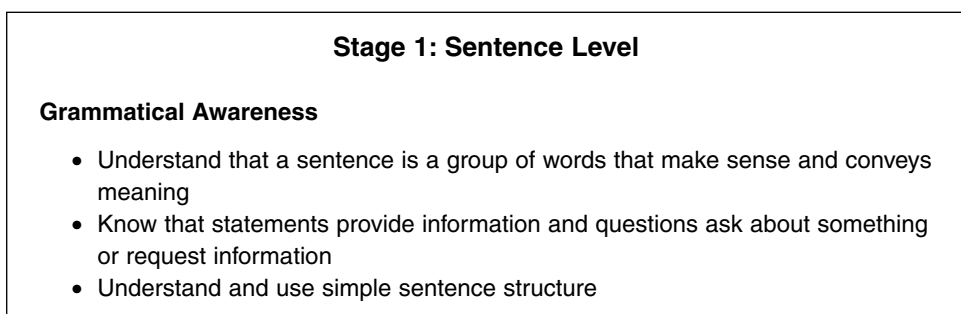 Stage 1: Sentence Level
Grammatical Awareness
• Understand that a sentence is a group of words that make sense and conveys
meaning
• Know that statements provide information and questions ask about something
or request information
• Understand and use simple sentence structure